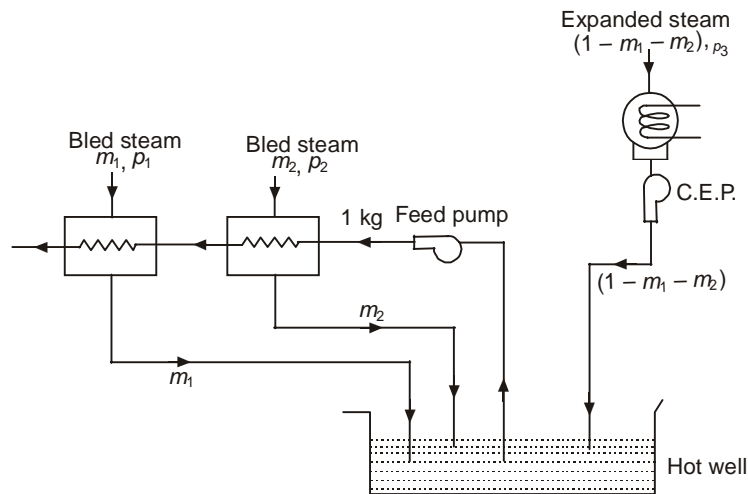 Expanded steam
(1 – m₁ – m₂), p₃
Bled steam
m₁, p₁
Bled steam
m₂, p₂
C.E.P.
1 kg
Feed pump
(1 – m₁ – m₂)
m₂
m₁
Hot well